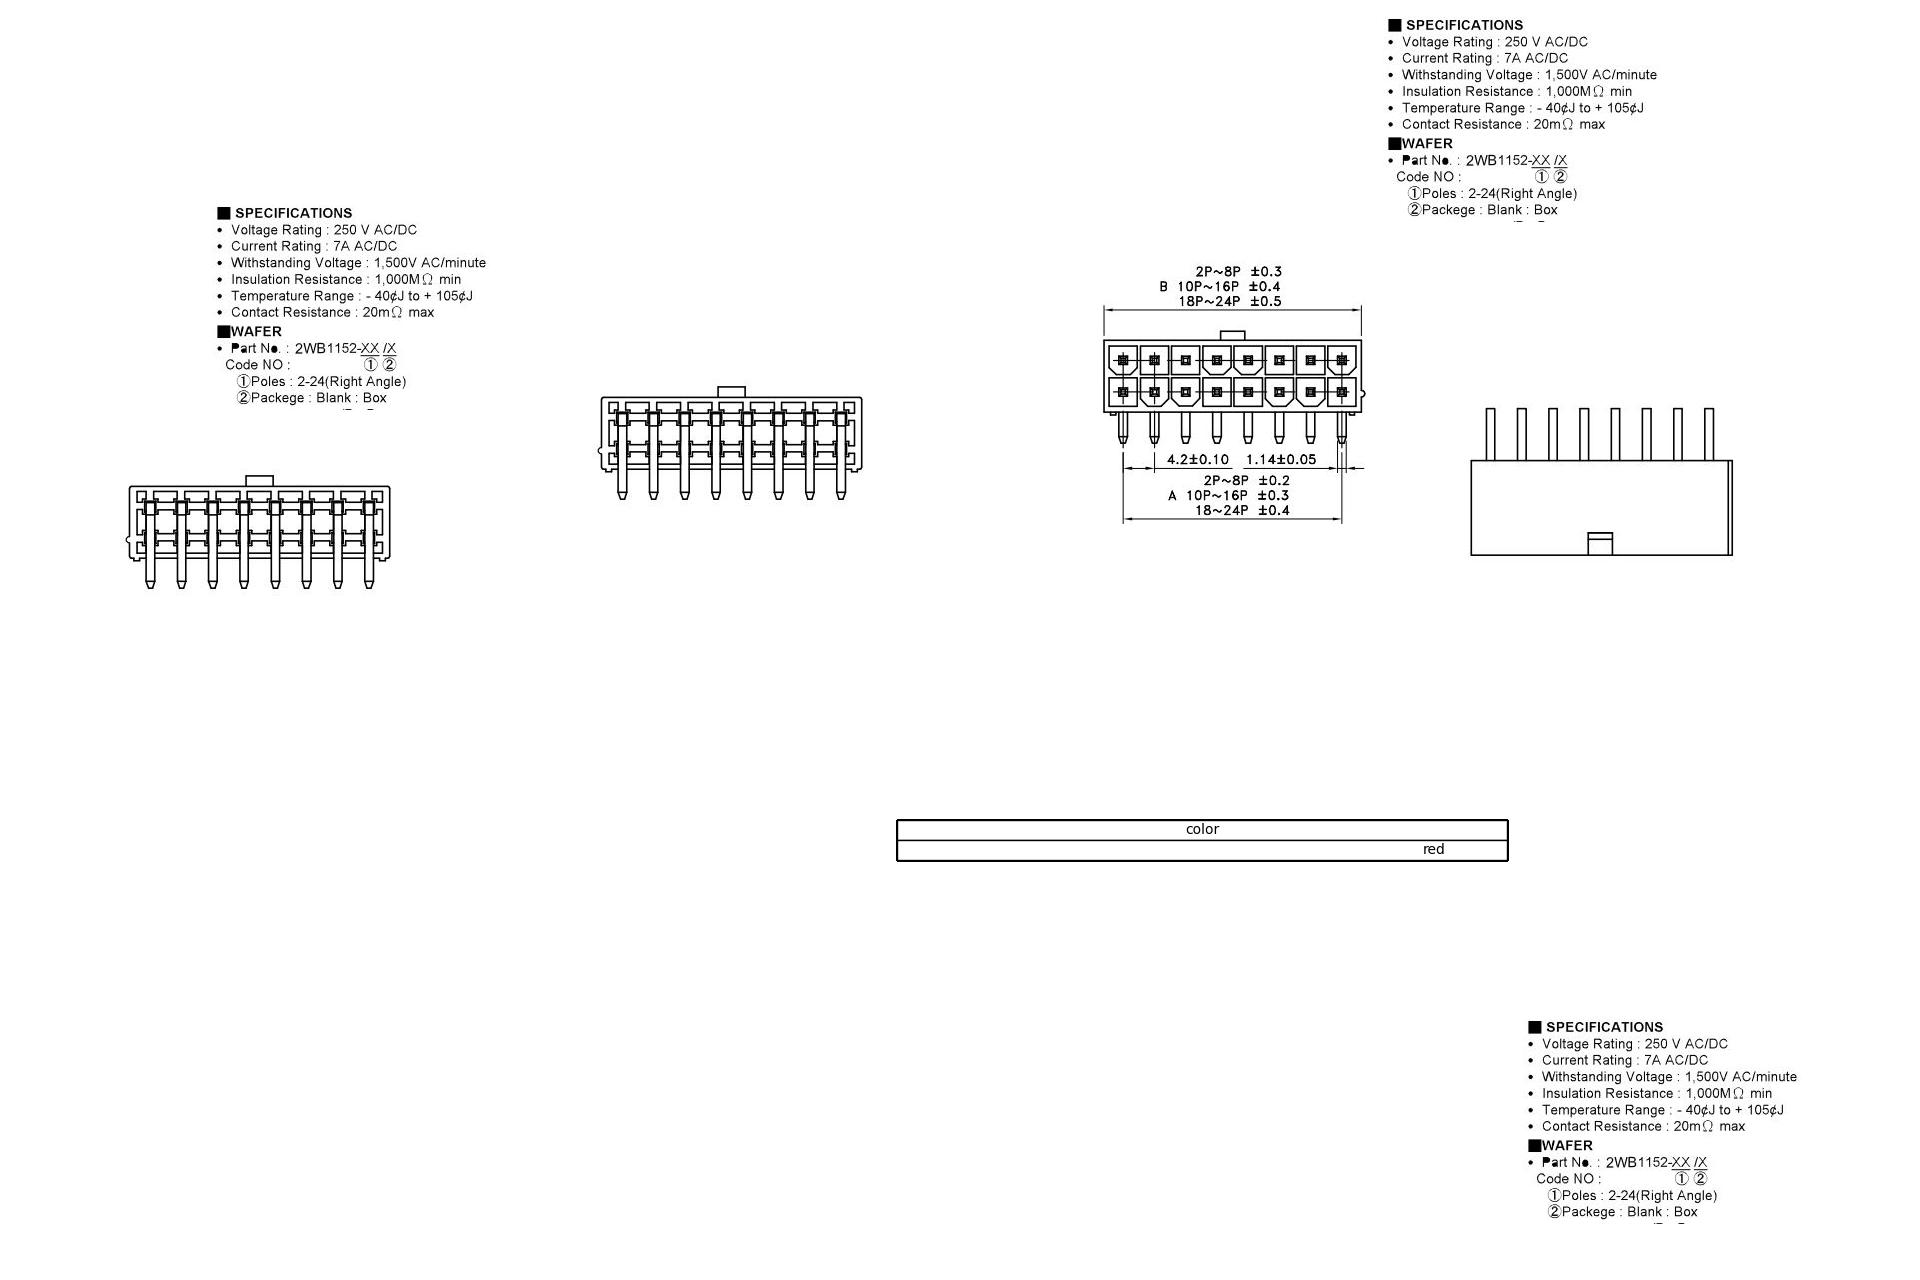 ■ SPECIFICATIONS
• Voltage Rating : 250 V AC/DC
• Current Rating : 7A AC/DC
• Withstanding Voltage : 1,500V AC/minute
• Insulation Resistance : 1,000MΩ min
• Temperature Range : - 40¢J to + 105¢J
• Contact Resistance : 20mΩ max
■WAFER
• Part No. : 2WB1152-XX /X
Code NO : ① ②
①Poles : 2-24(Right Angle)
②Packege : Blank : Box
■ SPECIFICATIONS
• Voltage Rating : 250 V AC/DC
• Current Rating : 7A AC/DC
• Withstanding Voltage : 1,500V AC/minute
• Insulation Resistance : 1,000MΩ min
• Temperature Range : - 40¢J to + 105¢J
• Contact Resistance : 20mΩ max
■WAFER
• Part No. : 2WB1152-XX /X
Code NO : ① ②
①Poles : 2-24(Right Angle)
②Packege : Blank : Box
2P~8P ±0.3
B 10P~16P ±0.4
18P~24P ±0.5
4.2±0.10 1.14±0.05
2P~8P ±0.2
A 10P~16P ±0.3
18~24P ±0.4
color
red
■ SPECIFICATIONS
• Voltage Rating : 250 V AC/DC
• Current Rating : 7A AC/DC
• Withstanding Voltage : 1,500V AC/minute
• Insulation Resistance : 1,000MΩ min
• Temperature Range : - 40¢J to + 105¢J
• Contact Resistance : 20mΩ max
■WAFER
• Part No. : 2WB1152-XX /X
Code NO : ① ②
①Poles : 2-24(Right Angle)
②Packege : Blank : Box